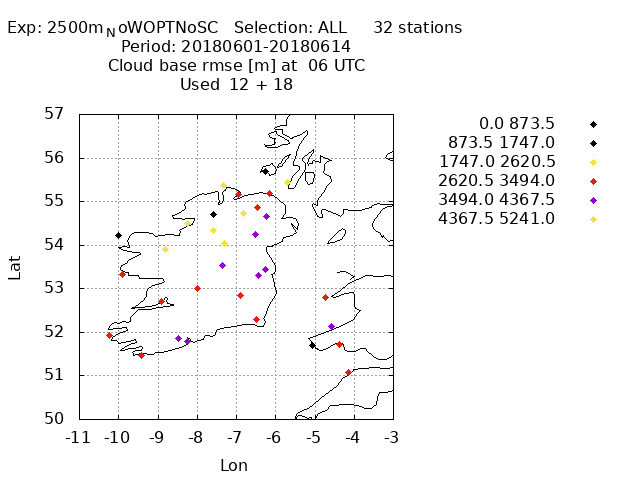 Exp: 2500m_NoWOPTNoSC Selection: ALL 32 stations
Period: 20180601-20180614
Cloud base rmse [m] at 06 UTC
Used 12 + 18
0.0 873.5
873.5 1747.0
1747.0 2620.5
2620.5 3494.0
3494.0 4367.5
4367.5 5241.0
57
56
55
54
53
52
51
50
Lat
-11 -10 -9 -8 -7 -6 -5 -4 -3
Lon